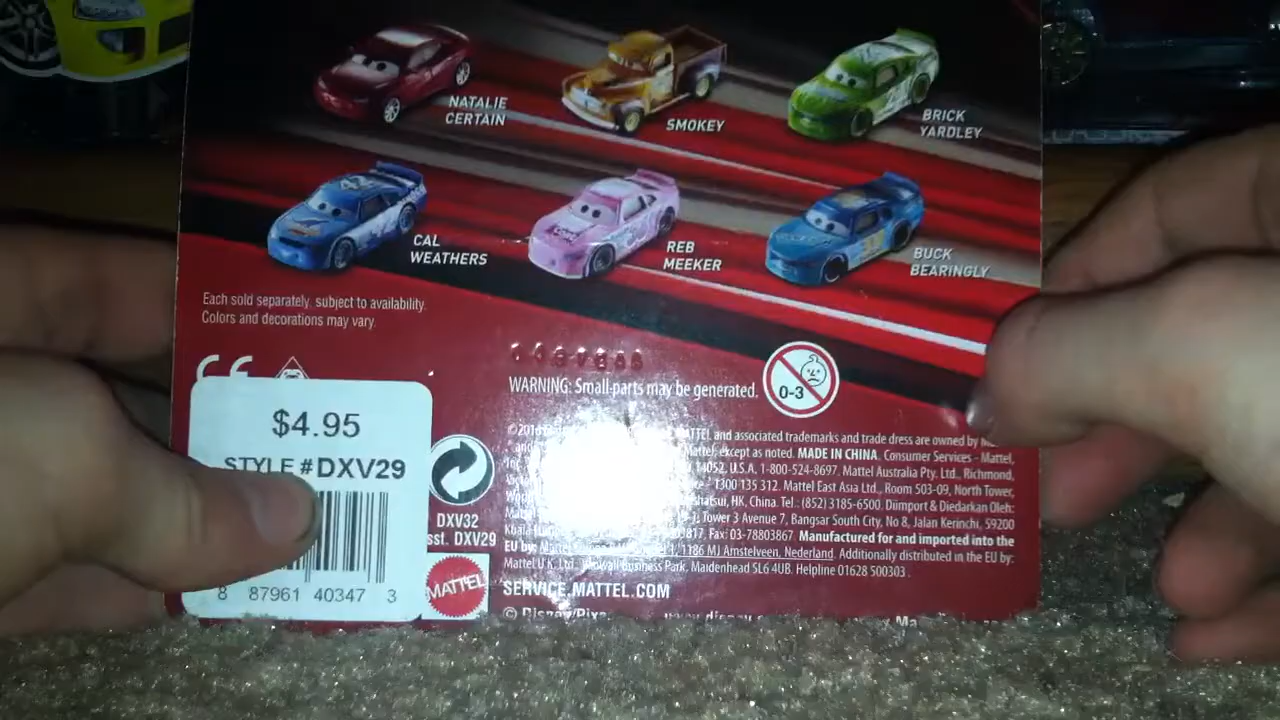 NATALIE
CERTAIN
SMOKEY
BRICK
YARDLEY
CAL
WEATHERS
REB
MEEKER
BUCK
BEARINGLY
Each sold separately, subject to availability.
Colors and decorations may vary.
CE
WARNING: Small-parts may be generated.
0-3
$4.95
STYLE #DXV29
8 87961 40347 3
DXV32
sst. DXV29
MATTEL
MATTEL and associated trademarks and trade dress are owned by
Mattel, except as noted. MADE IN CHINA. Consumer Services - Mattel,
14052, U.S.A. 1-800-524-8697. Mattel Australia Pty. Ltd., Richmond,
1300 135 312. Mattel East Asia Ltd., Room 503-09, North Tower,
HK, China. Tel.: (852) 3185-6500. Diimport & Diedarkan Oleh:
Tower 3 Avenue 7, Bangsar South City, No 8, Jalan Kerinchi, 59200
Fax: 03-78803867. Manufactured for and imported into the
EU by: 1186 MJ Amstelveen, Nederland. Additionally distributed in the EU by:
Mattel U.K. Ltd., Business Park, Maidenhead SL6 4UB. Helpline 01628 500303.
SERVICE.MATTEL.COM
© Disney/Pixar